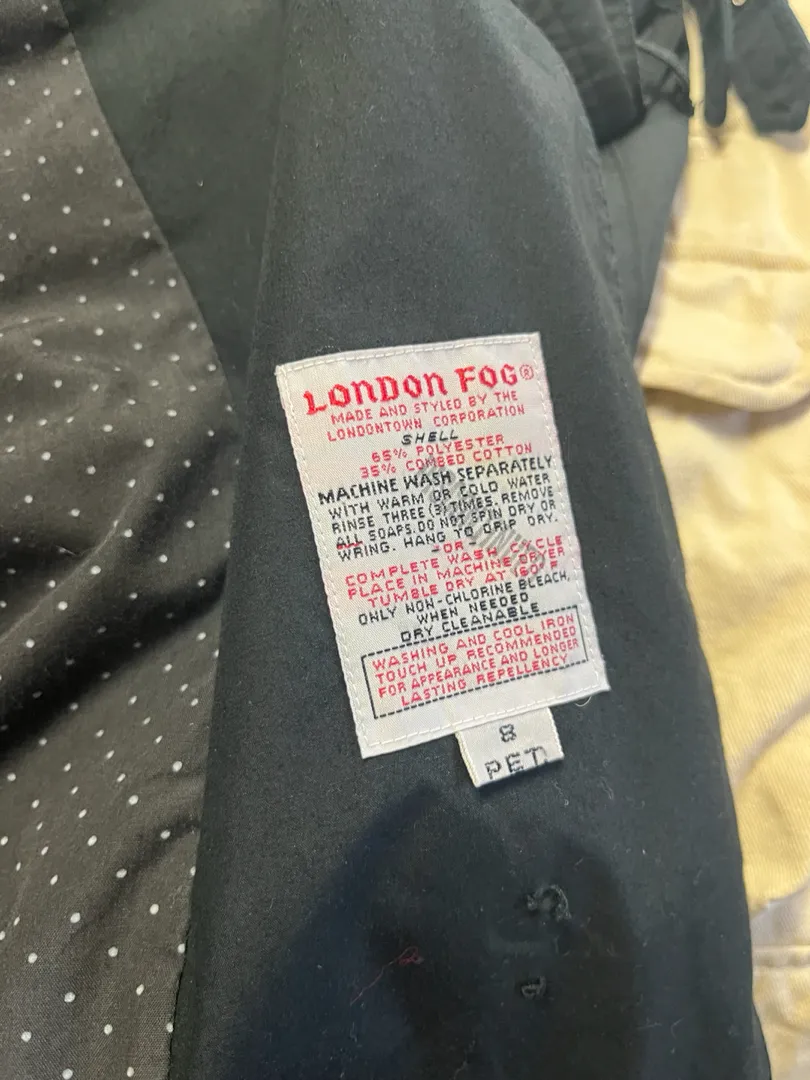 LONDON FOG®
MADE AND STYLED BY THE
LONDONTOWN CORPORATION
SHELL
65% POLYESTER
35% COMBED COTTON
MACHINE WASH SEPARATELY
WITH WARM OR COLD WATER
RINSE THREE (3) TIMES. REMOVE
ALL SOAPS. DO NOT SPIN DRY OR
WRING. HANG TO DRIP DRY.
-OR-
COMPLETE WASH CYCLE
PLACE IN MACHINE DRYER
TUMBLE DRY AT 160° F
ONLY NON-CHLORINE BLEACH,
WHEN NEEDED
DRY CLEANABLE
WASHING AND COOL IRON
TOUCH UP RECOMMENDED
FOR APPEARANCE AND LONGER
LASTING REPELLENCY
8
PET.